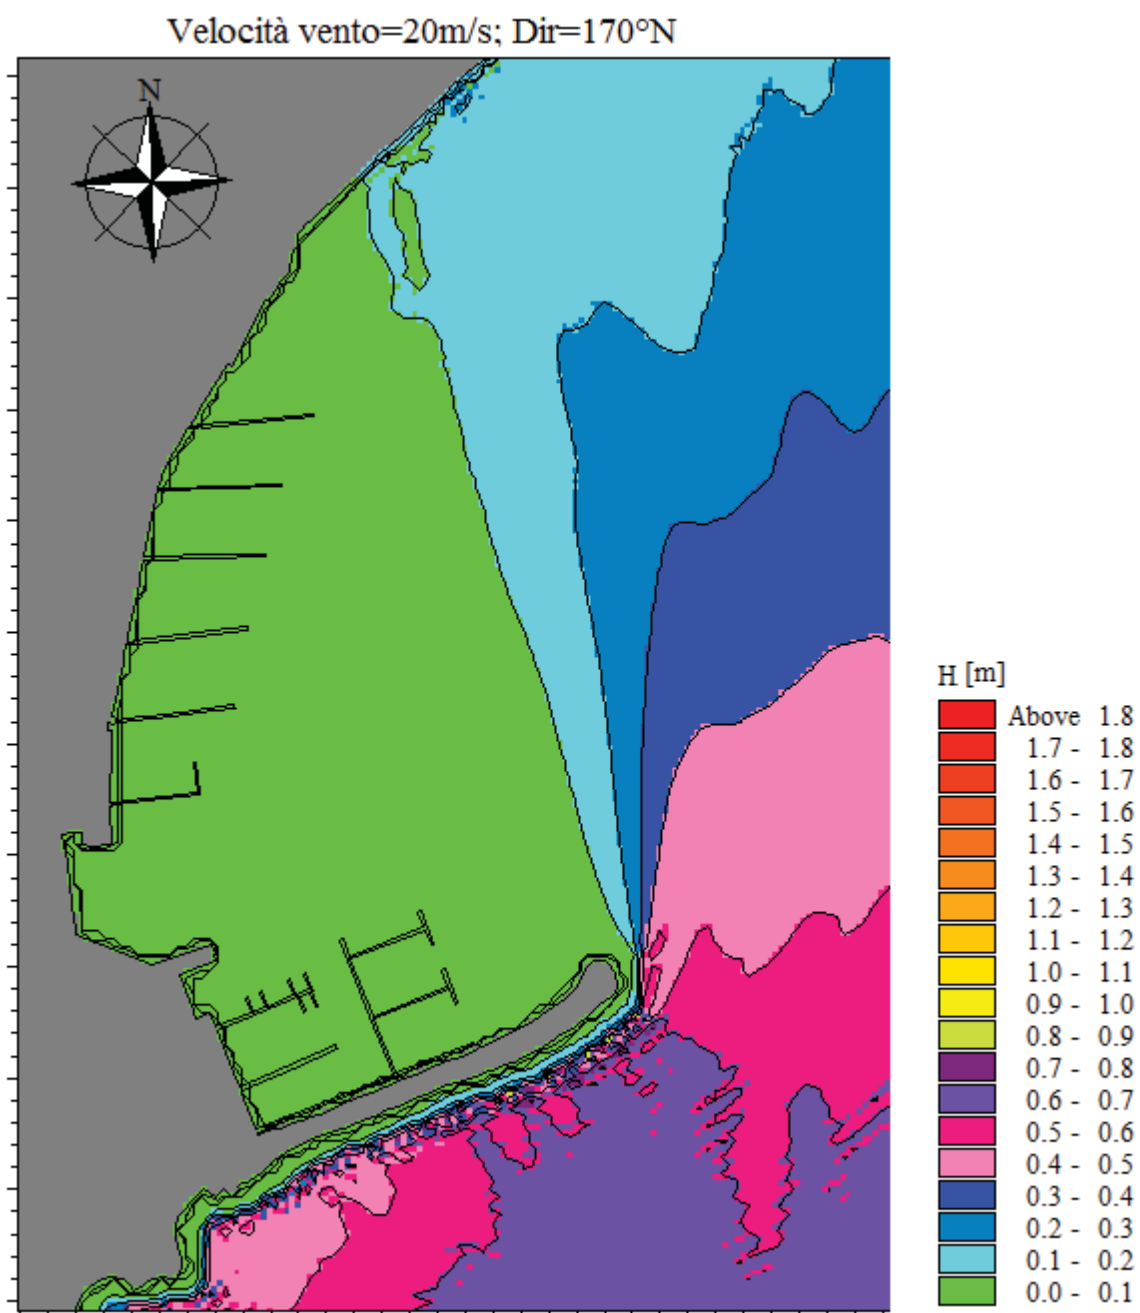 Velocità vento=20m/s; Dir=170°N
N
H [m]
Above 1.8
1.7 - 1.8
1.6 - 1.7
1.5 - 1.6
1.4 - 1.5
1.3 - 1.4
1.2 - 1.3
1.1 - 1.2
1.0 - 1.1
0.9 - 1.0
0.8 - 0.9
0.7 - 0.8
0.6 - 0.7
0.5 - 0.6
0.4 - 0.5
0.3 - 0.4
0.2 - 0.3
0.1 - 0.2
0.0 - 0.1